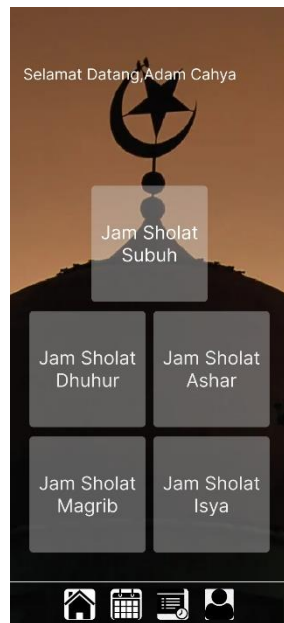 Selamat Datang,Adam Cahya
Jam Sholat
Subuh
Jam Sholat
Dhuhur
Jam Sholat
Ashar
Jam Sholat
Magrib
Jam Sholat
Isya